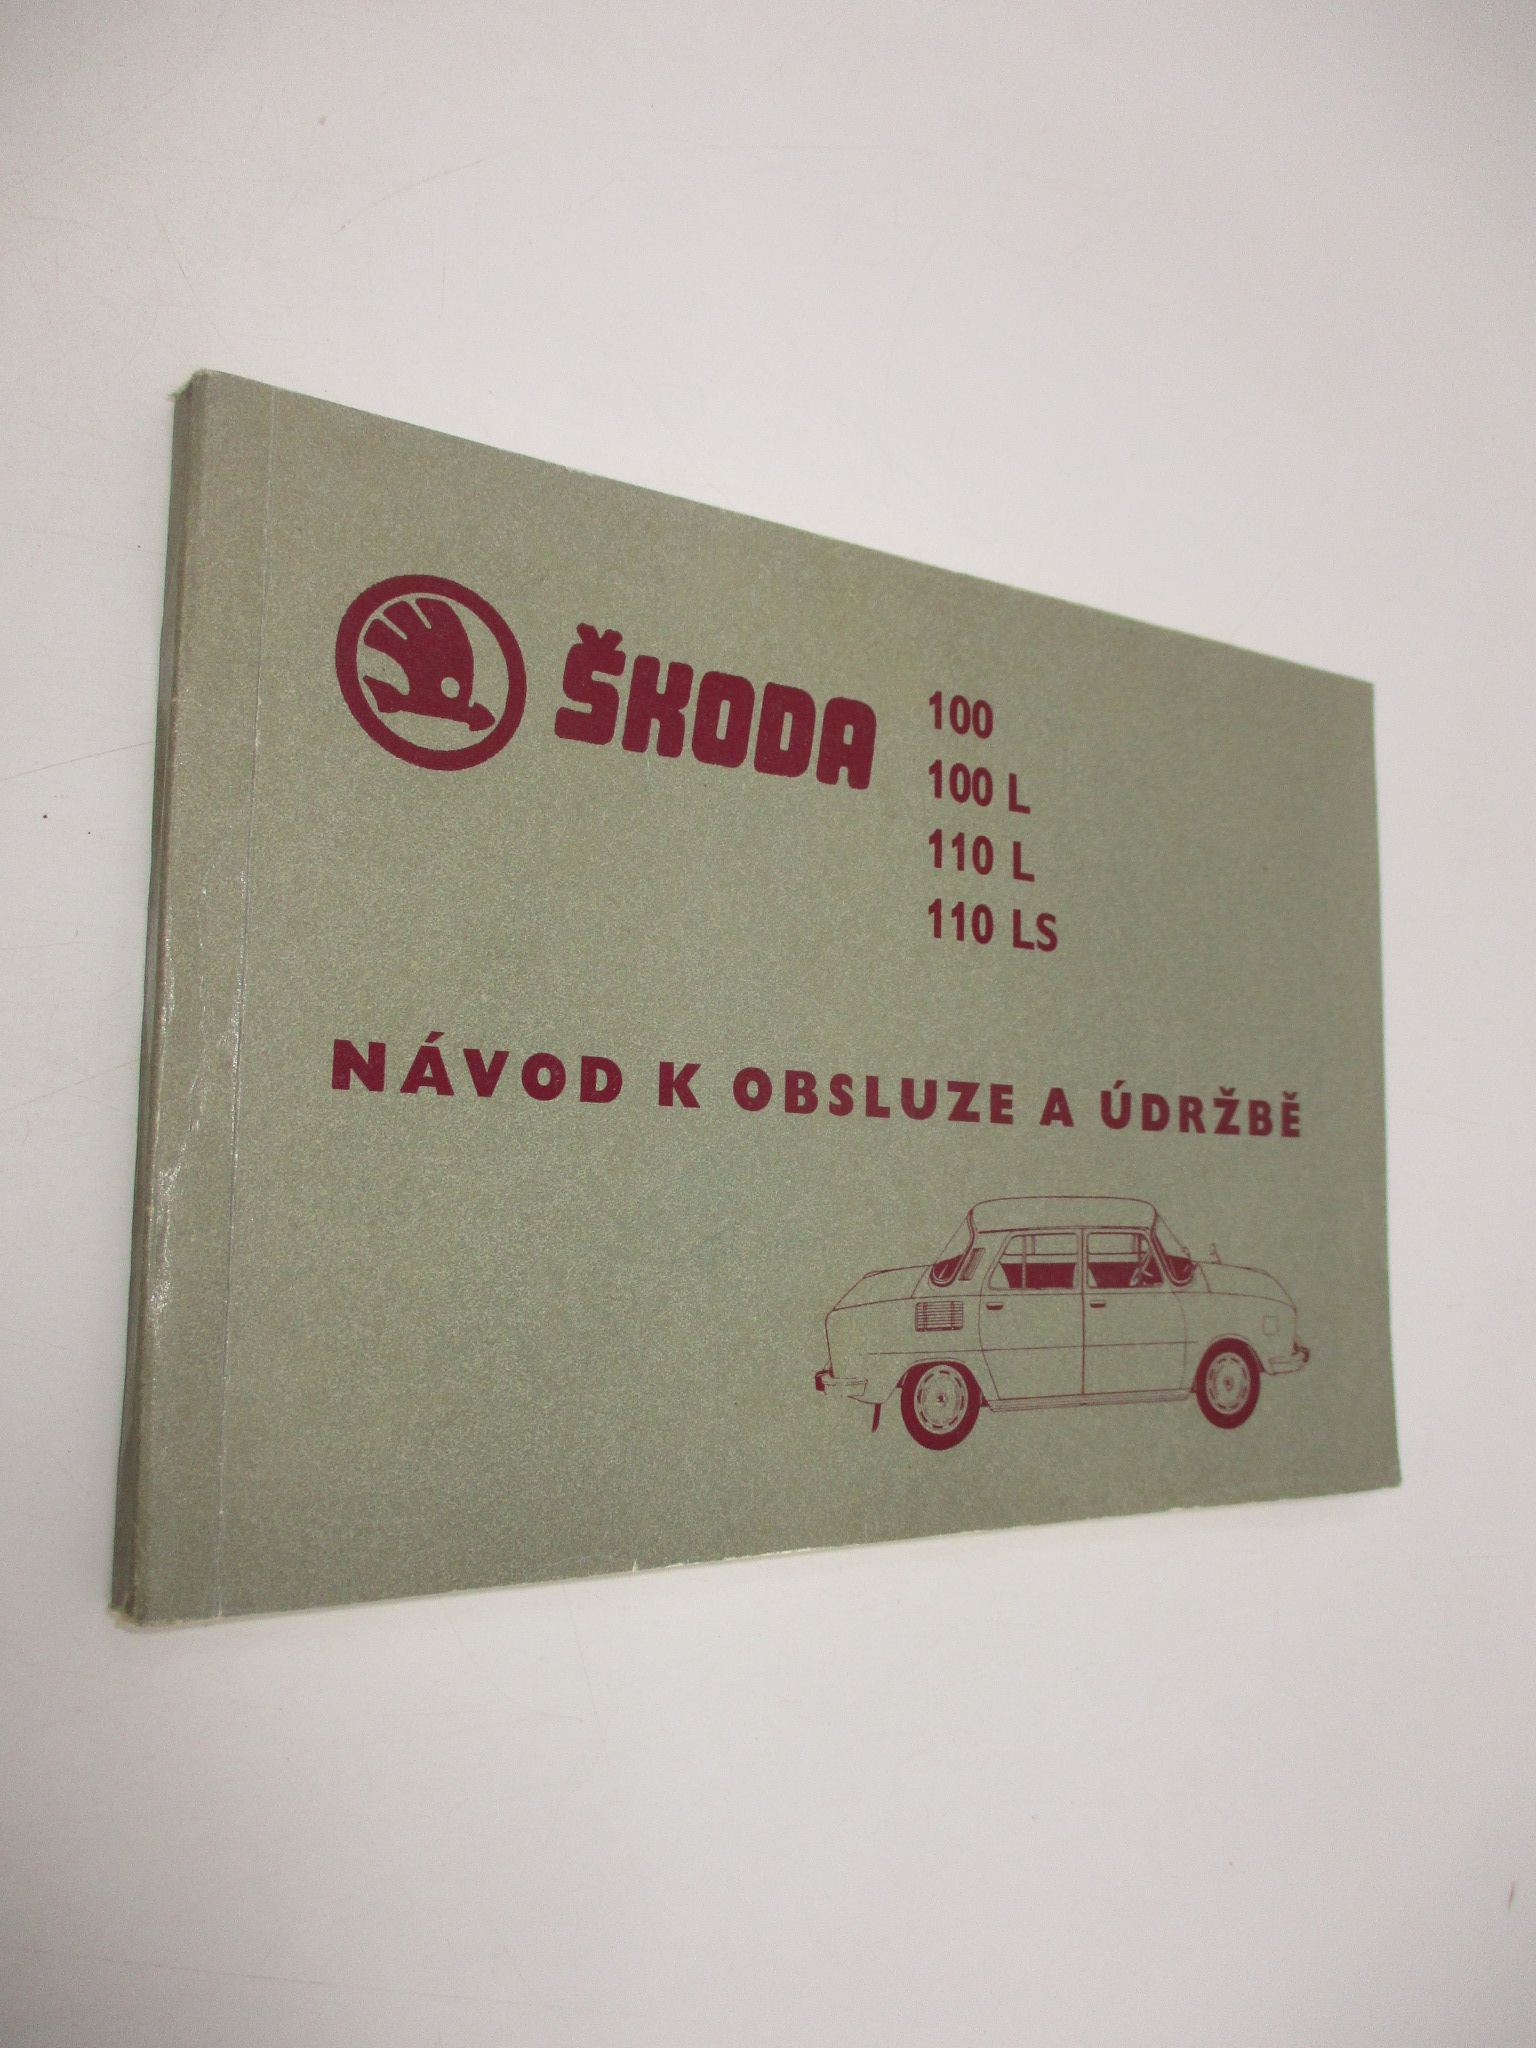 ŠKODA
100
100 L
110 L
110 LS
NÁVOD K OBSLUZE A ÚDRŽBĚ